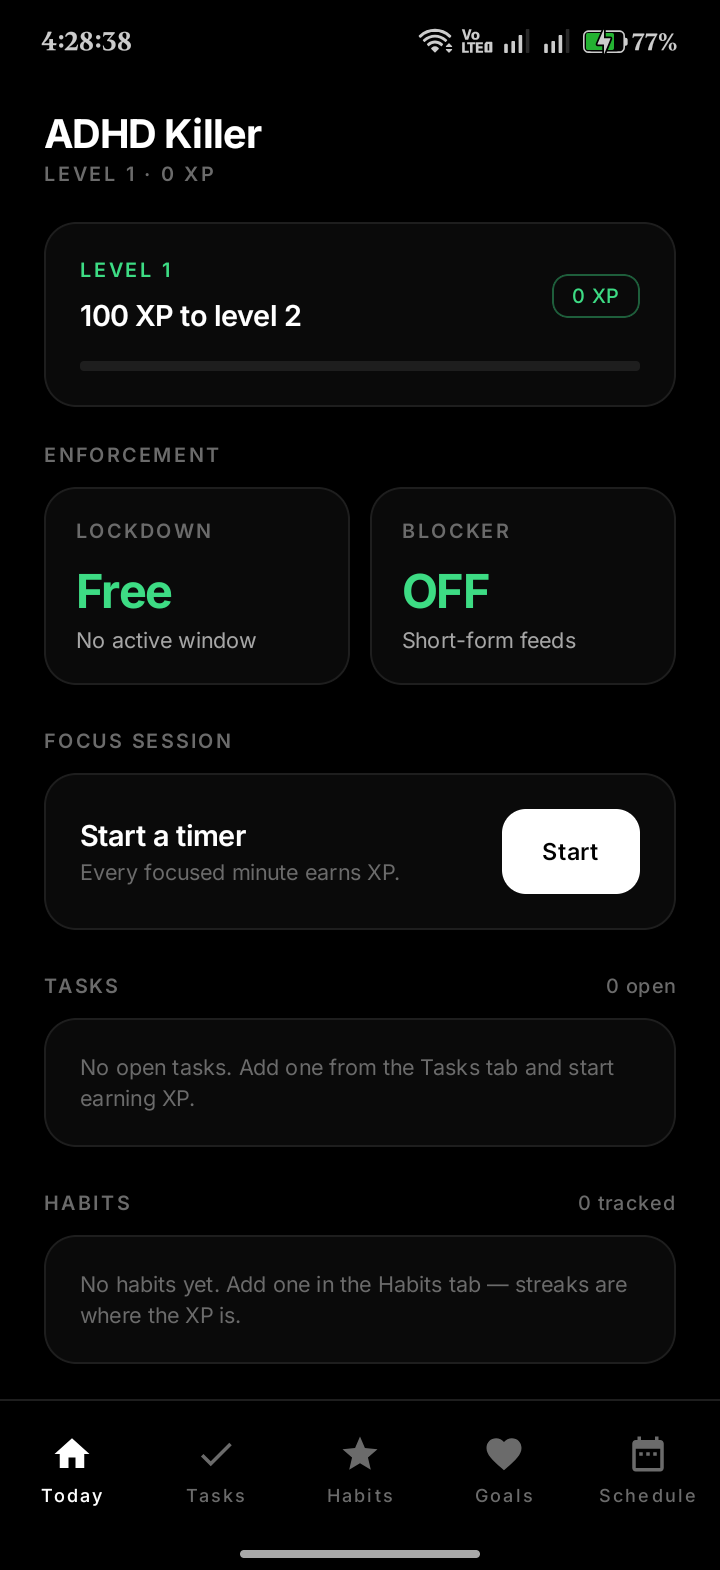 4:28:38
Vo
LTE
77%
ADHD Killer
LEVEL 1 · 0 XP
LEVEL 1
100 XP to level 2
0 XP
ENFORCEMENT
LOCKDOWN
Free
No active window
BLOCKER
OFF
Short-form feeds
FOCUS SESSION
Start a timer
Every focused minute earns XP.
Start
TASKS
0 open
No open tasks. Add one from the Tasks tab and start
earning XP.
HABITS
0 tracked
No habits yet. Add one in the Habits tab — streaks are
where the XP is.
Today
Tasks
Habits
Goals
Schedule